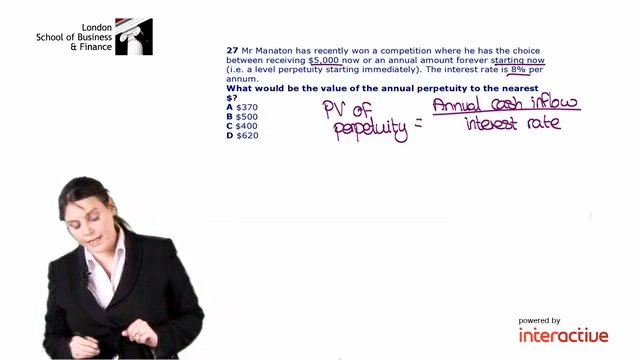 London
School of Business
& Finance
27 Mr Manaton has recently won a competition where he has the choice
between receiving $5,000 now or an annual amount forever starting now
(i.e. a level perpetuity starting immediately). The interest rate is 8% per
annum.
What would be the value of the annual perpetuity to the nearest
$?
A $370
B $500
C $400
D $620
PV of
perpetuity =
Annual cash inflow
interest rate
powered by
interactive